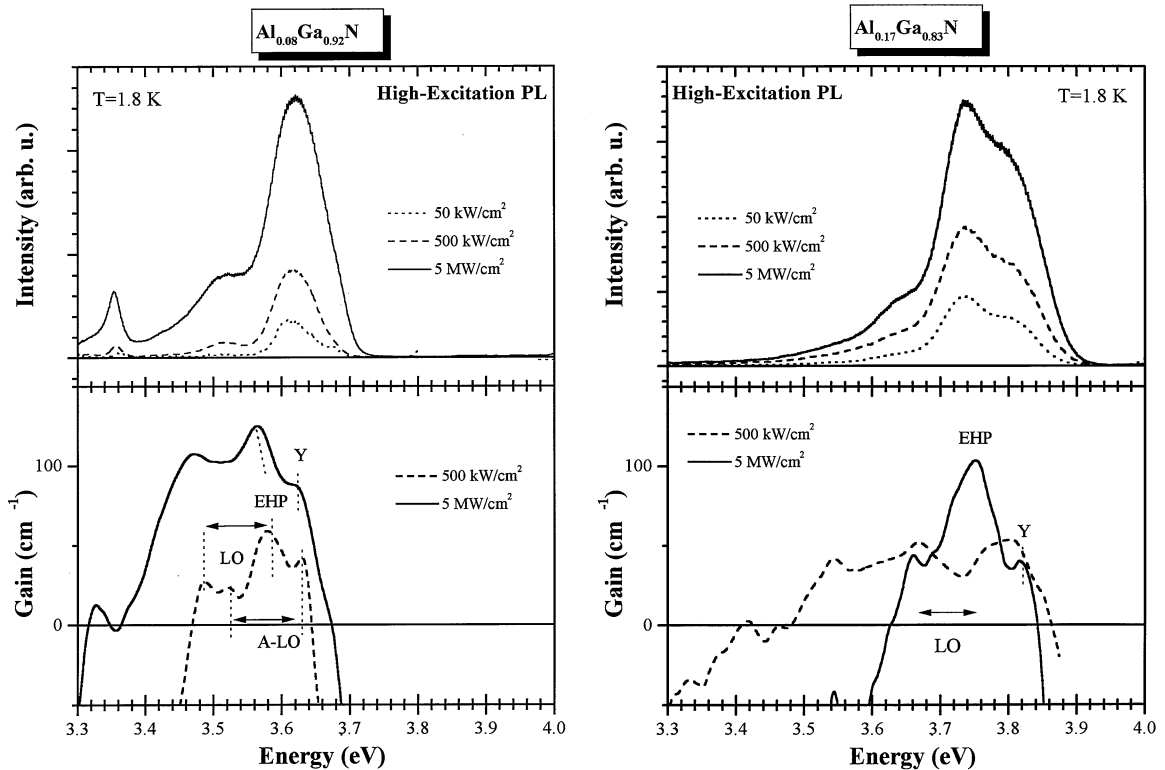 Al0.08Ga0.92N
T=1.8 K
High-Excitation PL
50 kW/cm2
500 kW/cm2
5 MW/cm2
Intensity (arb. u.)
500 kW/cm2
5 MW/cm2
Y
EHP
LO
A-LO
100
0
Gain (cm -1)
3.3 3.4 3.5 3.6 3.7 3.8 3.9 4.0
Energy (eV)
Al0.17Ga0.83N
High-Excitation PL
T=1.8 K
50 kW/cm2
500 kW/cm2
5 MW/cm2
Intensity (arb. u.)
500 kW/cm2
5 MW/cm2
EHP
Y
LO
100
0
Gain (cm -1)
3.3 3.4 3.5 3.6 3.7 3.8 3.9 4.0
Energy (eV)